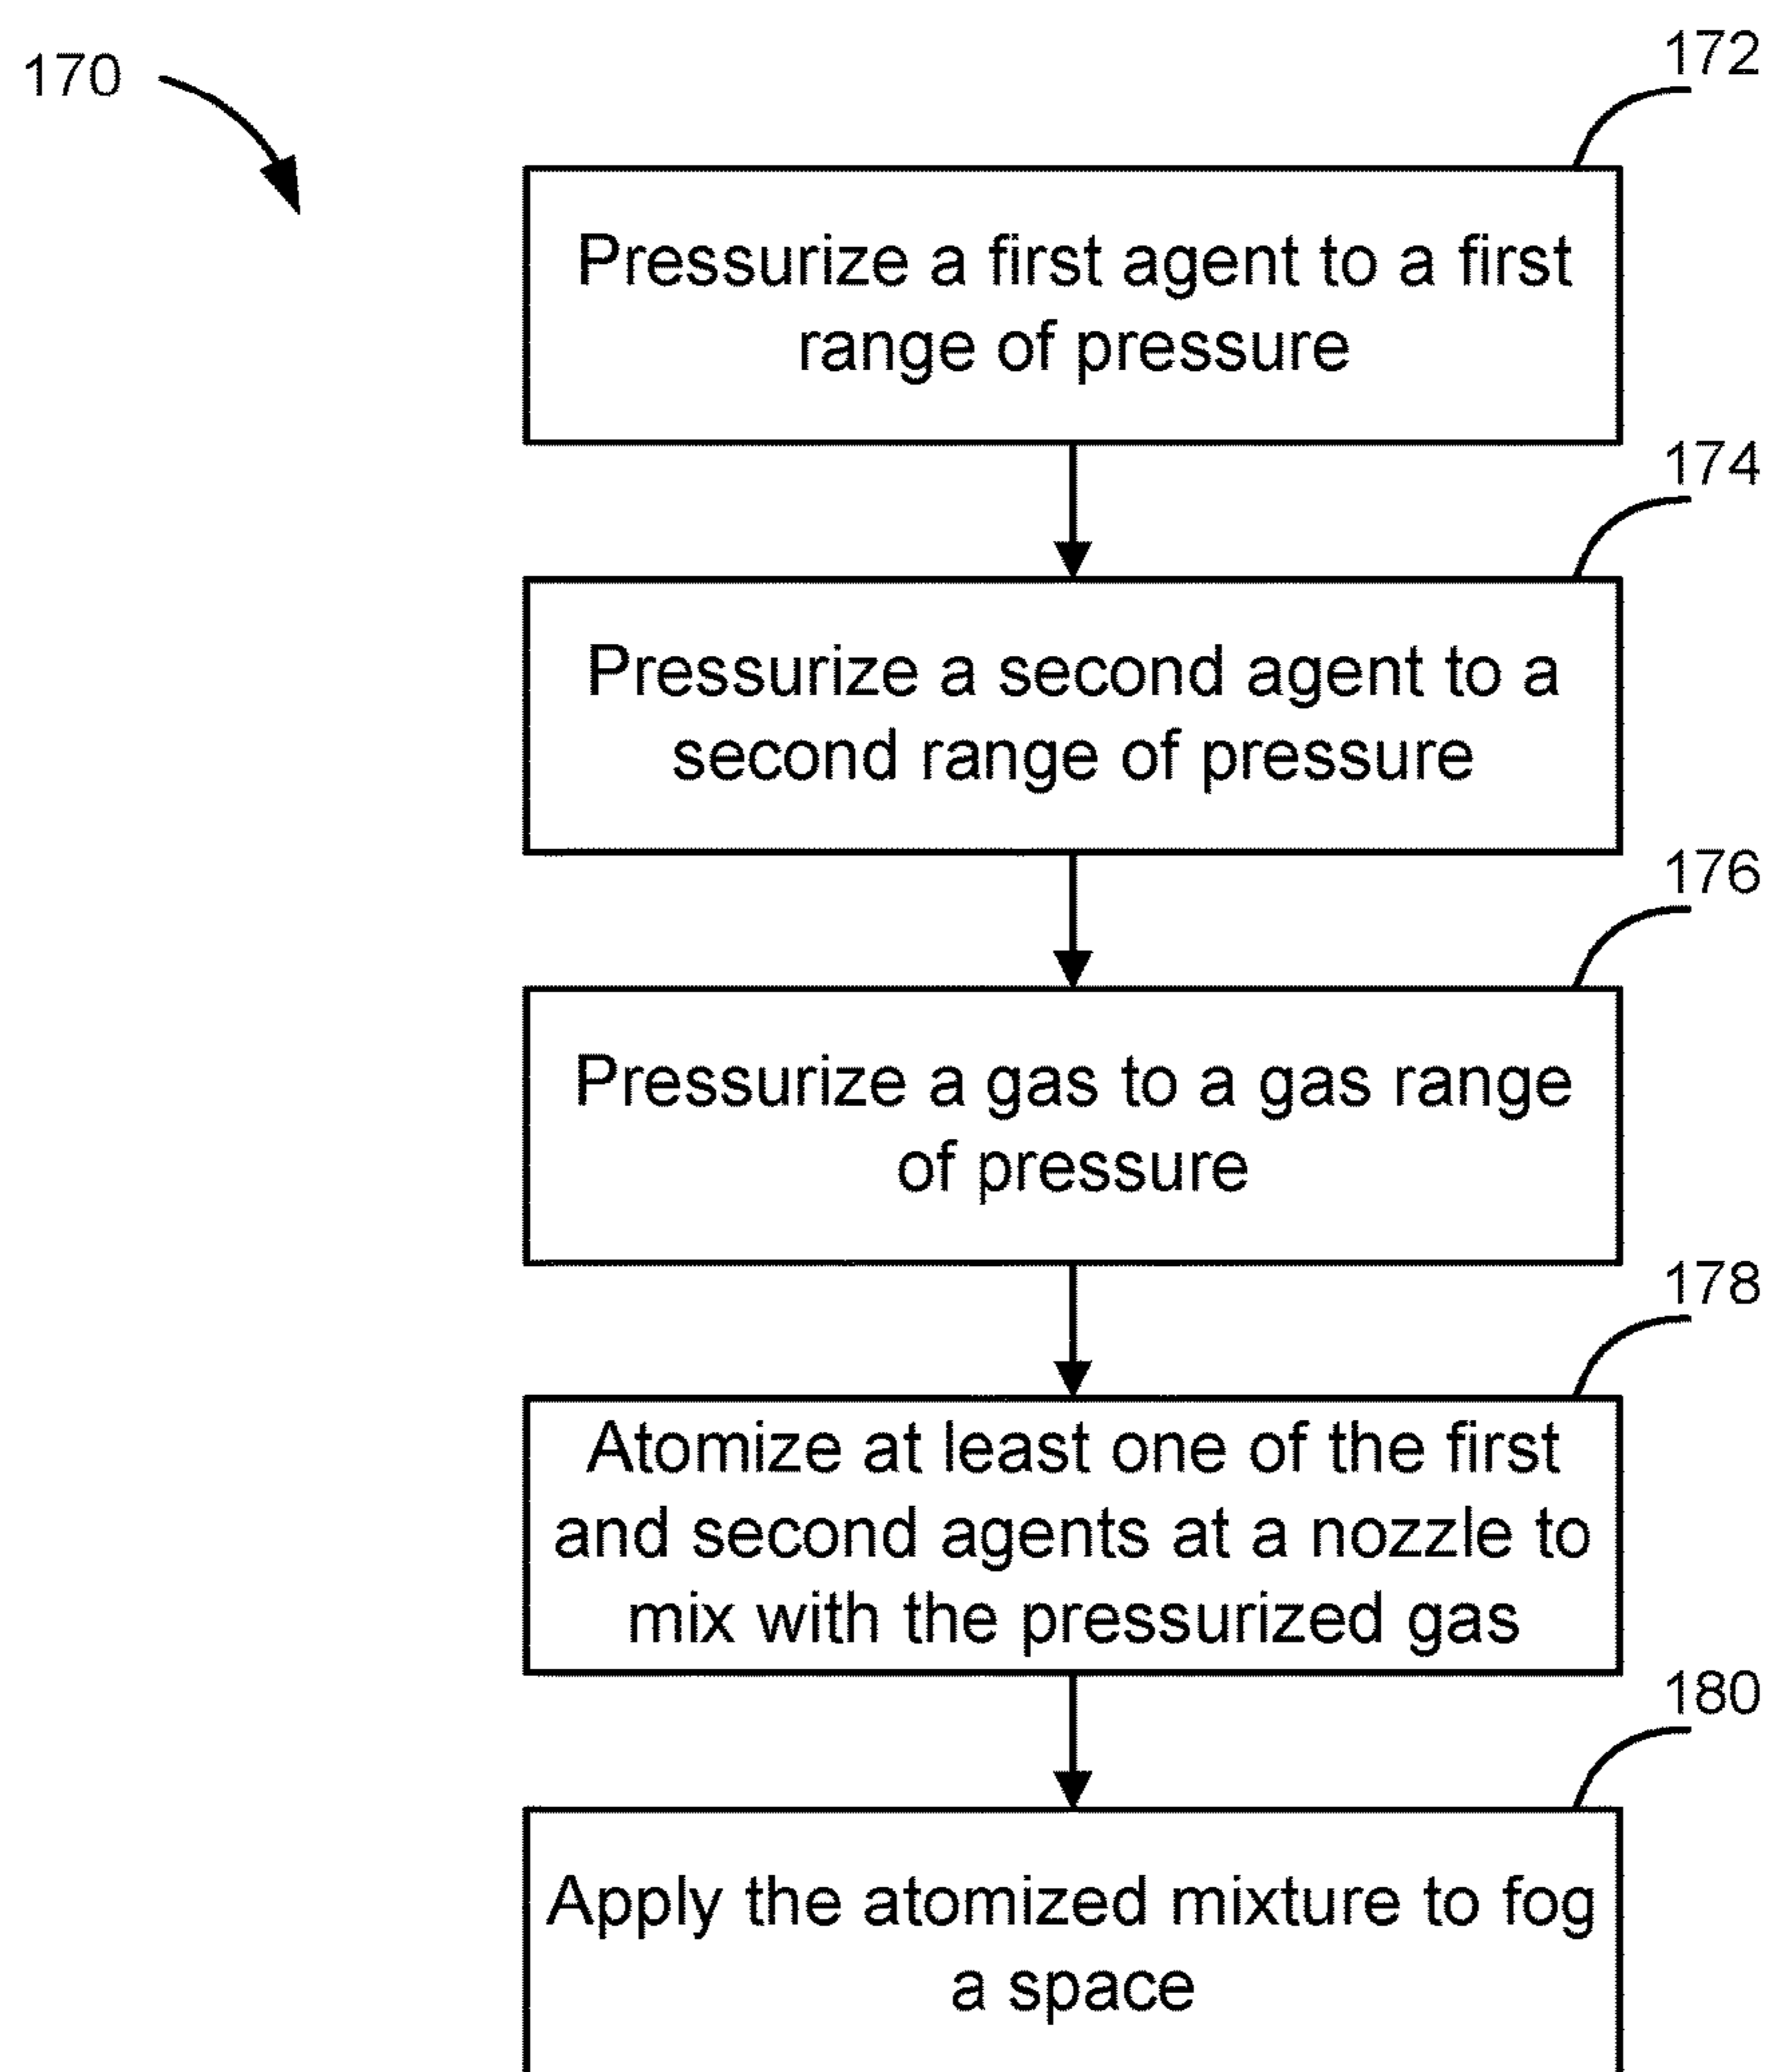 170
172
Pressurize a first agent to a first
range of pressure
174
Pressurize a second agent to a
second range of pressure
176
Pressurize a gas to a gas range
of pressure
178
Atomize at least one of the first
and second agents at a nozzle to
mix with the pressurized gas
180
Apply the atomized mixture to fog
a space